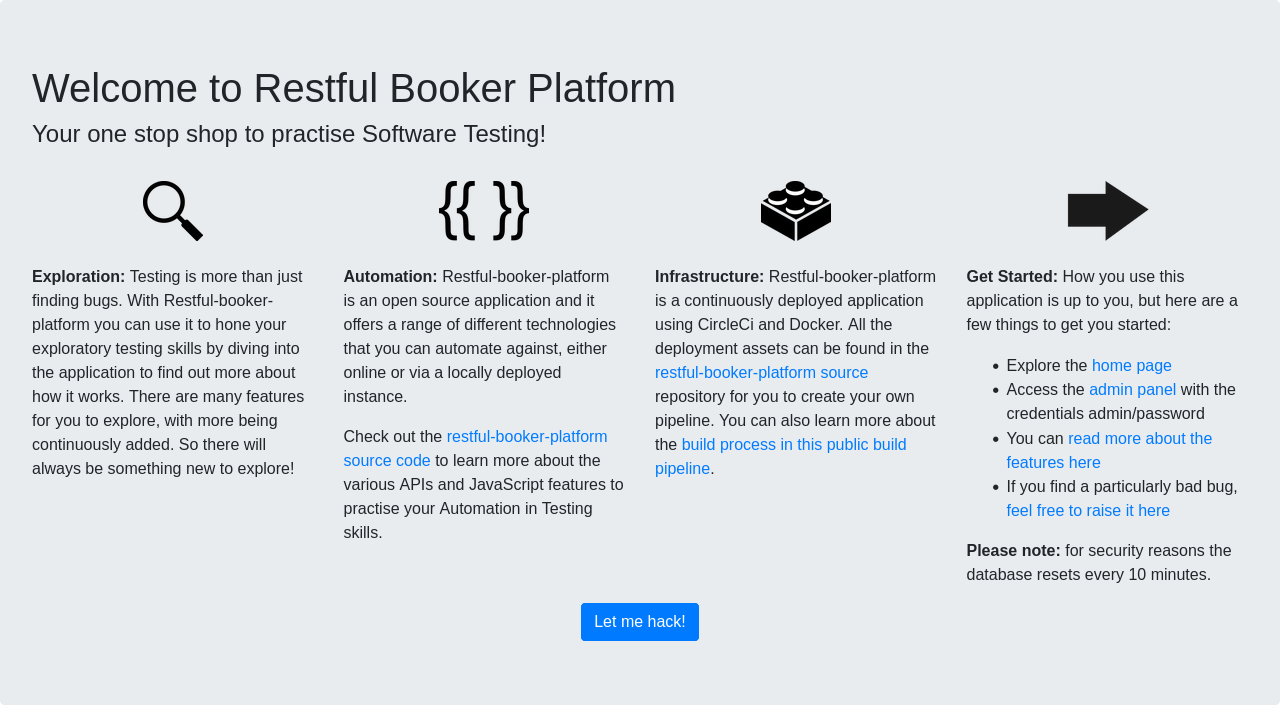 Welcome to Restful Booker Platform
Your one stop shop to practise Software Testing!
{{ }}
Exploration: Testing is more than just
finding bugs. With Restful-booker-
platform you can use it to hone your
exploratory testing skills by diving into
the application to find out more about
how it works. There are many features
for you to explore, with more being
continuously added. So there will
always be something new to explore!
Automation: Restful-booker-platform
is an open source application and it
offers a range of different technologies
that you can automate against, either
online or via a locally deployed
instance.
Check out the restful-booker-platform
source code to learn more about the
various APIs and JavaScript features to
practise your Automation in Testing
skills.
Infrastructure: Restful-booker-platform
is a continuously deployed application
using CircleCi and Docker. All the
deployment assets can be found in the
restful-booker-platform source
repository for you to create your own
pipeline. You can also learn more about
the build process in this public build
pipeline.
Get Started: How you use this
application is up to you, but here are a
few things to get you started:
• Explore the home page
• Access the admin panel with the
credentials admin/password
• You can read more about the
features here
• If you find a particularly bad bug,
feel free to raise it here
Please note: for security reasons the
database resets every 10 minutes.
Let me hack!